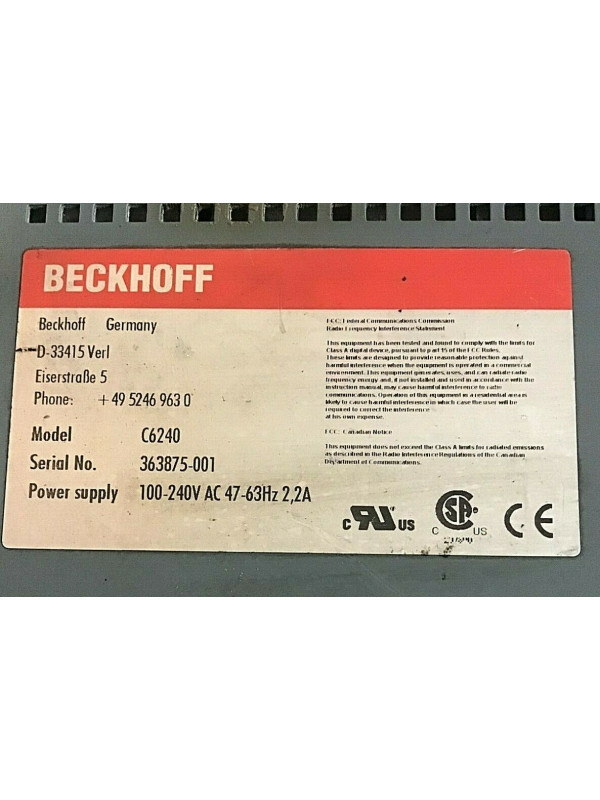 BECKHOFF
Beckhoff Germany
D-33415 Verl
Eiserstraße 5
Phone: +49 5246 963 0
Model C6240
Serial No. 363875-001
Power supply 100-240V AC 47-63Hz 2,2A
FCC: Federal Communications Commission
Radio Frequency Interference Statement
This equipment has been tested and found to comply with the limits for
Class A digital device, pursuant to part 15 of the FCC Rules.
These limits are designed to provide reasonable protection against
harmful interference when the equipment is operated in a commercial
environment. This equipment generates, uses, and can radiate radio
frequency energy and, if not installed and used in accordance with the
instruction manual, may cause harmful interference to radio
communications. Operation of this equipment in a residential area is
likely to cause harmful interference in which case the user will be
required to correct the interference
at his own expense.
FCC: Canadian Notice
This equipment does not exceed the Class A limits for radiated emissions
as described in the Radio Interference Regulations of the Canadian
Department of Communications.
c RU US
C SA US
CE